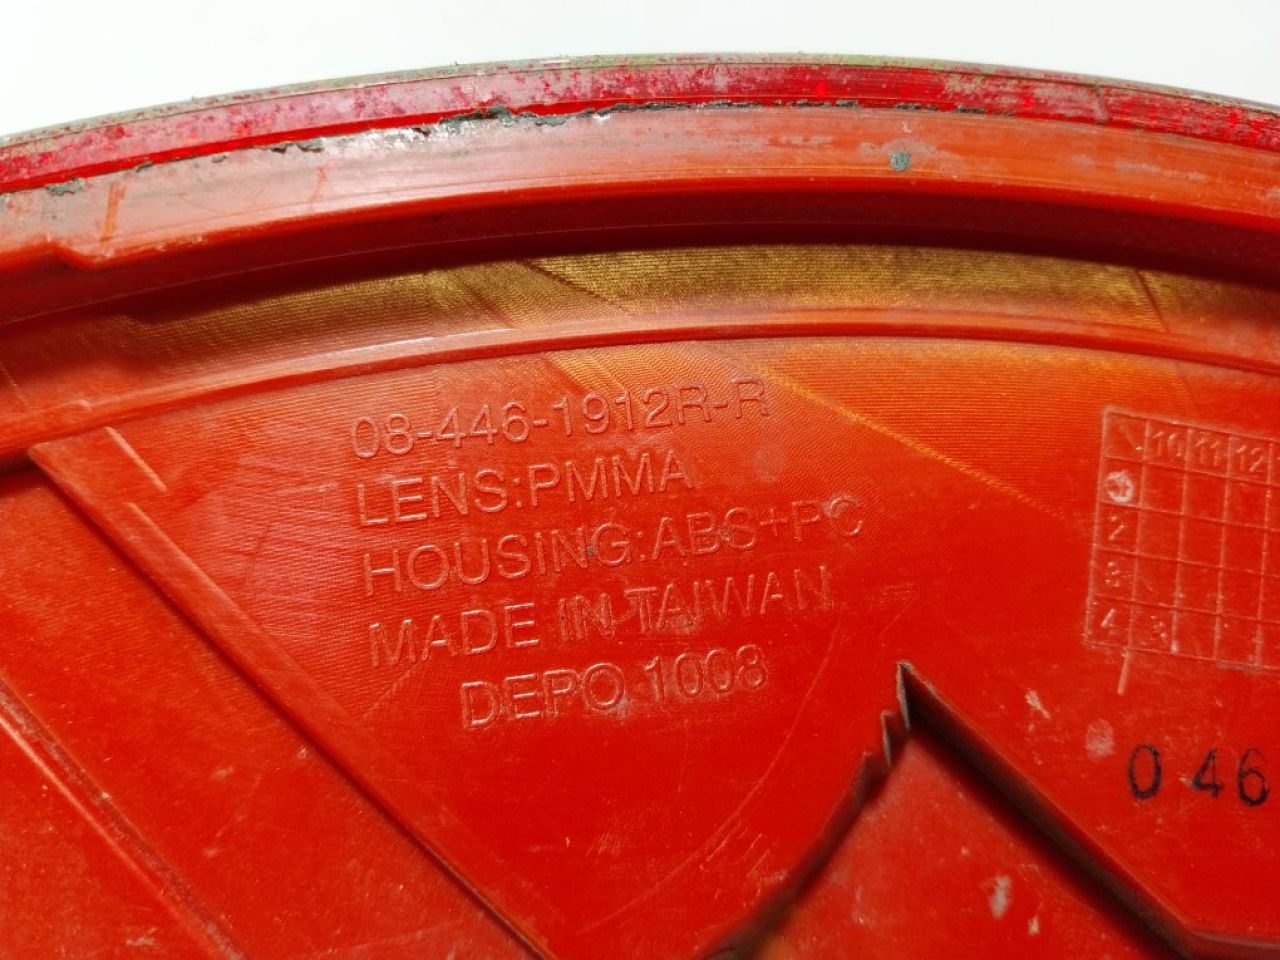 08-446-1912R-R
LENS:PMMA
HOUSING:ABS+PC
MADE IN TAIWAN
DEPO 1008
10 11 12
1
2
3
4
0 46